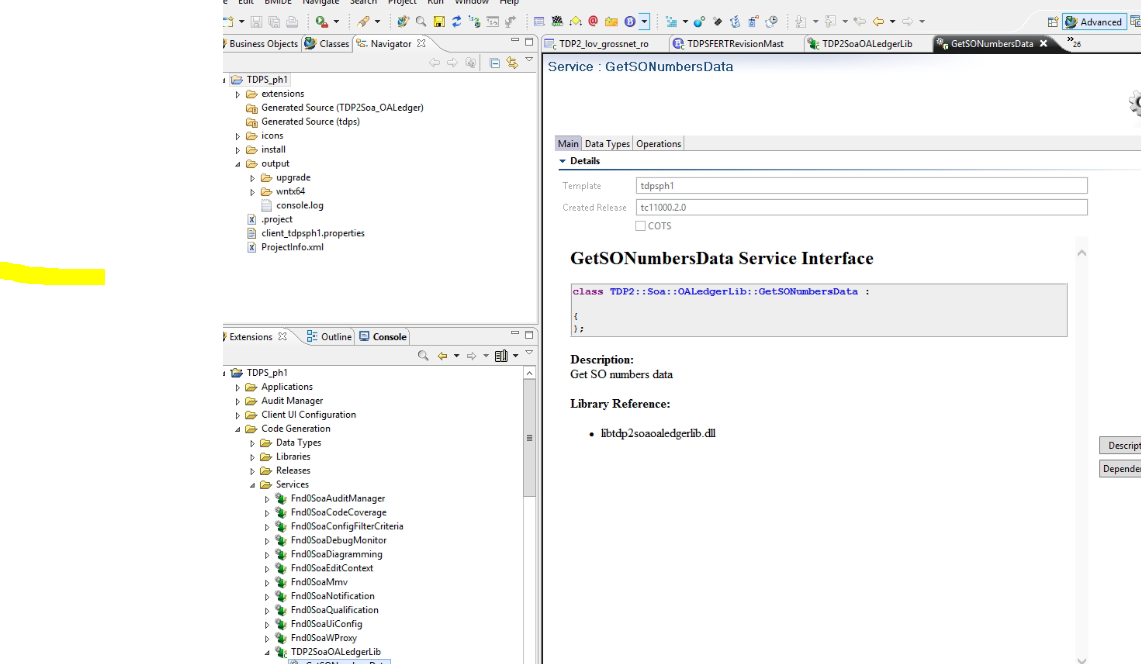 Edit BMIDE Navigate Search Project Run Window Help
Advanced
Business Objects Classes Navigator
TDP2_lov_grossnet_ro TDPSFERTRevisionMast TDP2SoaOALedgerLib GetSONumbersData »26
Service : GetSONumbersData
TDPS_ph1
extensions
Generated Source (TDP2Soa_OALedger)
Generated Source (tdps)
icons
install
output
upgrade
wntx64
console.log
.project
client_tdpsph1.properties
ProjectInfo.xml
Main Data Types Operations
Details
Template tdpsph1
Created Release tc11000.2.0
COTS
GetSONumbersData Service Interface
class TDP2::Soa::OALedgerLib::GetSONumbersData :
{
};
Description:
Get SO numbers data
Library Reference:
• libtdp2soaoaledgerlib.dll
Descript
Depende
Extensions Outline Console
TDPS_ph1
Applications
Audit Manager
Client UI Configuration
Code Generation
Data Types
Libraries
Releases
Services
Fnd0SoaAuditManager
Fnd0SoaCodeCoverage
Fnd0SoaConfigFilterCriteria
Fnd0SoaDebugMonitor
Fnd0SoaDiagramming
Fnd0SoaEditContext
Fnd0SoaMmv
Fnd0SoaNotification
Fnd0SoaQualification
Fnd0SoaUiConfig
Fnd0SoaWProxy
TDP2SoaOALedgerLib